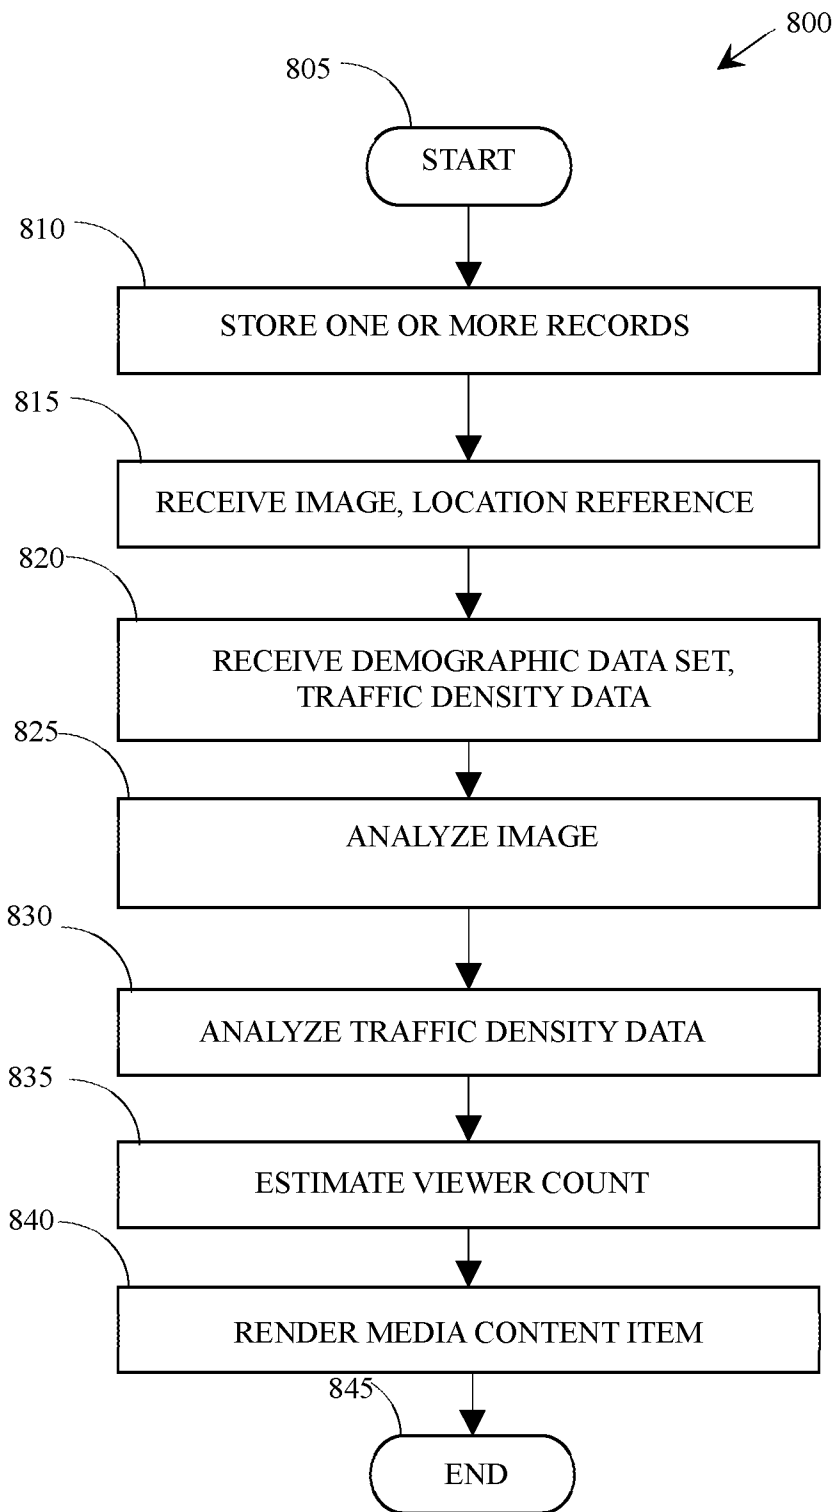 800
805
START
810
STORE ONE OR MORE RECORDS
815
RECEIVE IMAGE, LOCATION REFERENCE
820
RECEIVE DEMOGRAPHIC DATA SET,
TRAFFIC DENSITY DATA
825
ANALYZE IMAGE
830
ANALYZE TRAFFIC DENSITY DATA
835
ESTIMATE VIEWER COUNT
840
RENDER MEDIA CONTENT ITEM
845
END